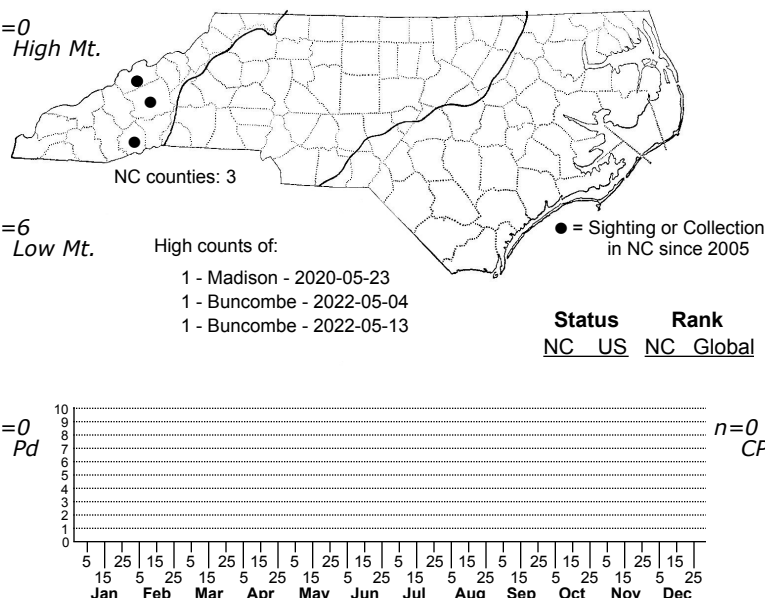 =0
High Mt.
NC counties: 3
=6
Low Mt.
High counts of:
1 - Madison - 2020-05-23
1 - Buncombe - 2022-05-04
1 - Buncombe - 2022-05-13
● = Sighting or Collection
in NC since 2005
Status Rank
NC US NC Global
=0
Pd
n=0
CP
10
9
8
7
6
5
4
3
2
1
0
5 25 15 5 25 15 5 25 15 5 25 15 5 25 15 5 25 15
15 5 25 15 5 25 15 5 25 15 5 25 15 5 25 15 5 25
Jan Feb Mar Apr May Jun Jul Aug Sep Oct Nov Dec